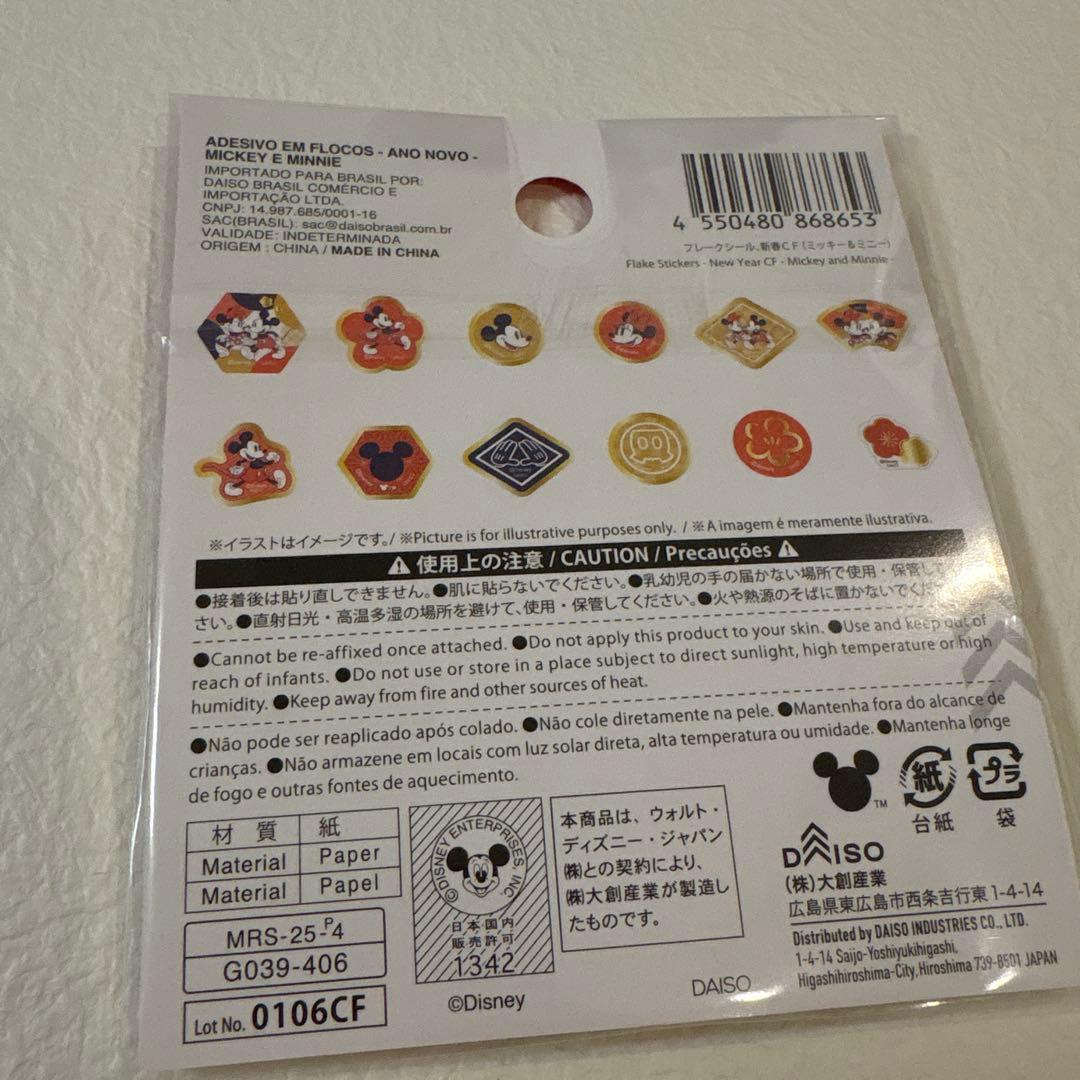 ADESIVO EM FLOCOS - ANO NOVO -
MICKEY E MINNIE
IMPORTADO PARA BRASIL POR:
DAISO BRASIL COMÉRCIO E
IMPORTAÇÃO LTDA.
CNPJ: 14.987.685/0001-16
SAC(BRASIL): sac@daisobrasil.com.br
VALIDADE: INDETERMINADA
ORIGEM : CHINA / MADE IN CHINA
4 550480 868653
フレークシール、新春CF(ミッキー&ミニー)
Flake Stickers - New Year CF - Mickey and Minnie -
※イラストはイメージです。/ ※Picture is for illustrative purposes only. / ※A imagem é meramente ilustrativa.
使用上の注意 / CAUTION / Precauções
●接着後は貼り直しできません。●肌に貼らないでください。●乳幼児の手の届かない場所で使用・保管して
さい。●直射日光・高温多湿の場所を避けて、使用・保管してください。●火や熱源のそばに置かないでくだ
●Cannot be re-affixed once attached. ●Do not apply this product to your skin. ●Use and keep out of
reach of infants. ●Do not use or store in a place subject to direct sunlight, high temperature or high
humidity. ●Keep away from fire and other sources of heat.
●Não pode ser reaplicado após colado. ●Não cole diretamente na pele. ●Mantenha fora do alcance de
crianças. ●Não armazene em locais com luz solar direta, alta temperatura ou umidade. ●Mantenha longe
de fogo e outras fontes de aquecimento.
材 質 紙
Material Paper
Material Papel
MRS-25-P4
G039-406
Lot No. 0106CF
©DISNEY ENTERPRISES, INC.
日本国内
販売許可
1342
©Disney
本商品は、ウォルト・
ディズニー・ジャパン
㈱との契約により、
㈱大創産業が製造し
たものです。
DAISO
TM
紙
台紙
プラ
袋
DAISO
(株)大創産業
広島県東広島市西条吉行東1-4-14
Distributed by DAISO INDUSTRIES CO., LTD.
1-4-14 Saijo-Yoshiyukihigashi,
Higashihiroshima-City, Hiroshima 739-8501 JAPAN